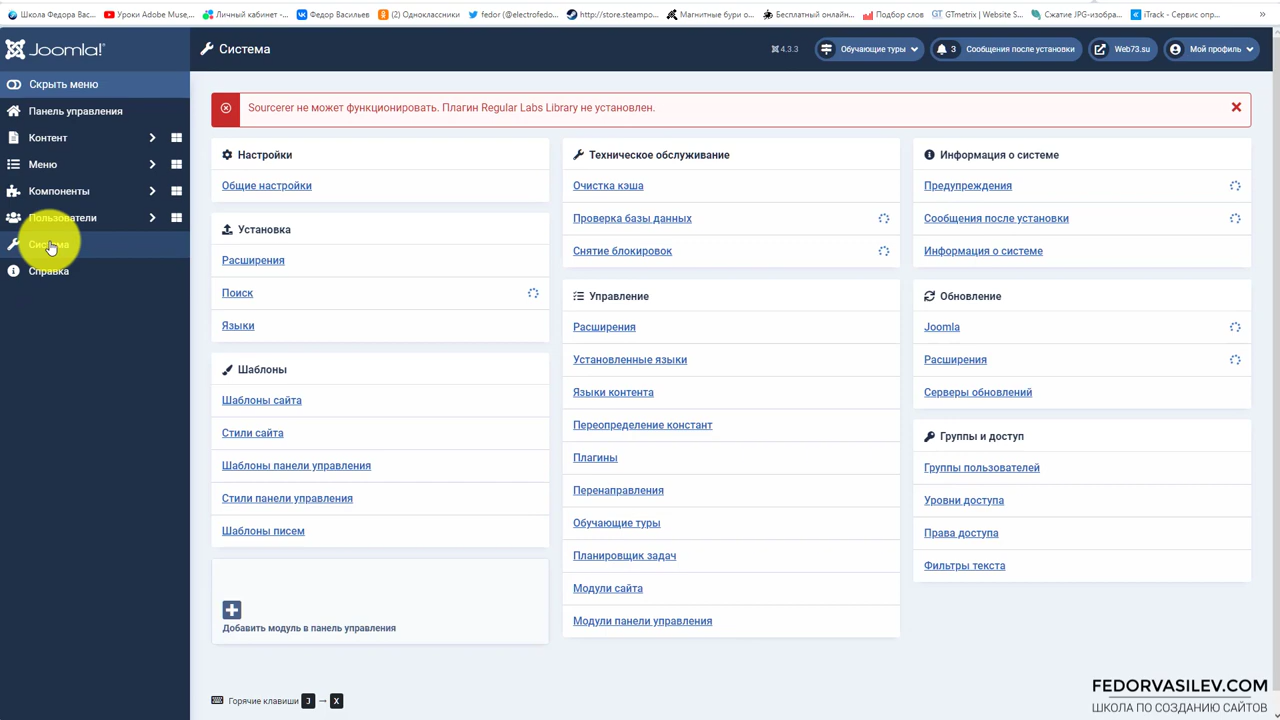 Школа Федора Вас...
Уроки Adobe Muse,...
Личный кабинет -...
Федор Васильев
(2) Одноклассники
fedor (@electrofedo...
http://store.steampo...
Магнитные бури о...
Бесплатный онлайн...
Подбор слов
GTmetrix | Website S...
Сжатие JPG-изобра...
iTrack - Сервис опр...
Joomla!
Система
4.3.3
Обучающие туры
3 Сообщения после установки
Web73.su
Мой профиль
Скрыть меню
Панель управления
Контент
Меню
Компоненты
Пользователи
Система
Справка
Sourcerer не может функционировать. Плагин Regular Labs Library не установлен.
Настройки
Общие настройки
Установка
Расширения
Поиск
Языки
Шаблоны
Шаблоны сайта
Стили сайта
Шаблоны панели управления
Стили панели управления
Шаблоны писем
Добавить модуль в панель управления
Техническое обслуживание
Очистка кэша
Проверка базы данных
Снятие блокировок
Управление
Расширения
Установленные языки
Языки контента
Переопределение констант
Плагины
Перенаправления
Обучающие туры
Планировщик задач
Модули сайта
Модули панели управления
Информация о системе
Предупреждения
Сообщения после установки
Информация о системе
Обновление
Joomla
Расширения
Серверы обновлений
Группы и доступ
Группы пользователей
Уровни доступа
Права доступа
Фильтры текста
Горячие клавиши J → X
FEDORVASILEV.COM
ШКОЛА ПО СОЗДАНИЮ САЙТОВ